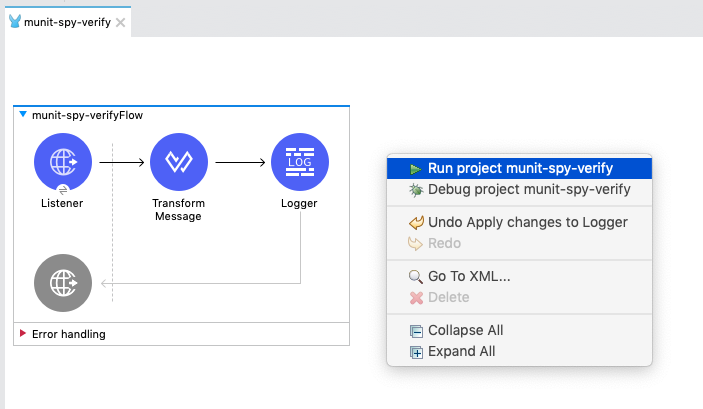 munit-spy-verify
munit-spy-verifyFlow
LOG
Listener
Transform
Message
Logger
Error handling
Run project munit-spy-verify
Debug project munit-spy-verify
Undo Apply changes to Logger
Redo
Go To XML...
Delete
Collapse All
Expand All